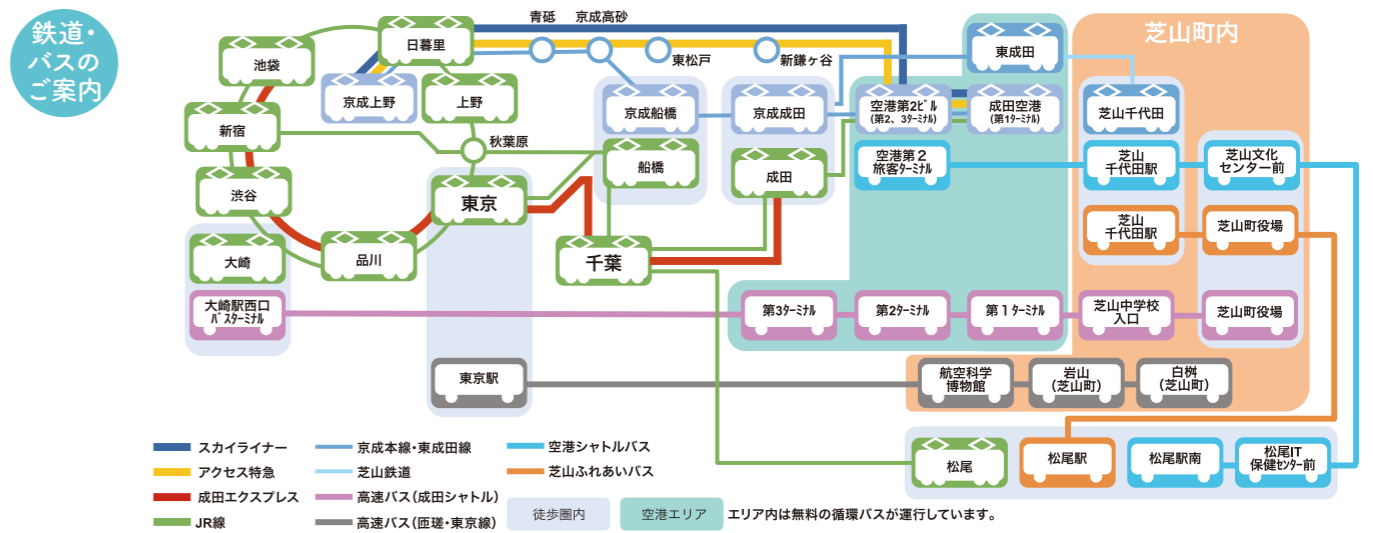 鉄道・
バスの
ご案内
芝山町内
青砥
京成高砂
東松戸
新鎌ヶ谷
日暮里
池袋
京成上野
上野
新宿
秋葉原
渋谷
東京
大崎
品川
千葉
京成船橋
船橋
京成成田
成田
空港第2ビル
(第2、3ターミナル)
成田空港
(第1ターミナル)
東成田
芝山千代田
空港第2
旅客ターミナル
芝山
千代田駅
芝山文化
センター前
芝山
千代田駅
芝山町役場
大崎駅西口
バスターミナル
第3ターミナル
第2ターミナル
第1ターミナル
芝山中学校
入口
芝山町役場
東京駅
航空科学
博物館
岩山
(芝山町)
白桝
(芝山町)
松尾
松尾駅
松尾駅南
松尾IT
保健センター前
スカイライナー
アクセス特急
成田エクスプレス
JR線
京成本線・東成田線
芝山鉄道
高速バス(成田シャトル)
高速バス(匝瑳・東京線)
空港シャトルバス
芝山ふれあいバス
徒歩圏内
空港エリア
エリア内は無料の循環バスが運行しています。